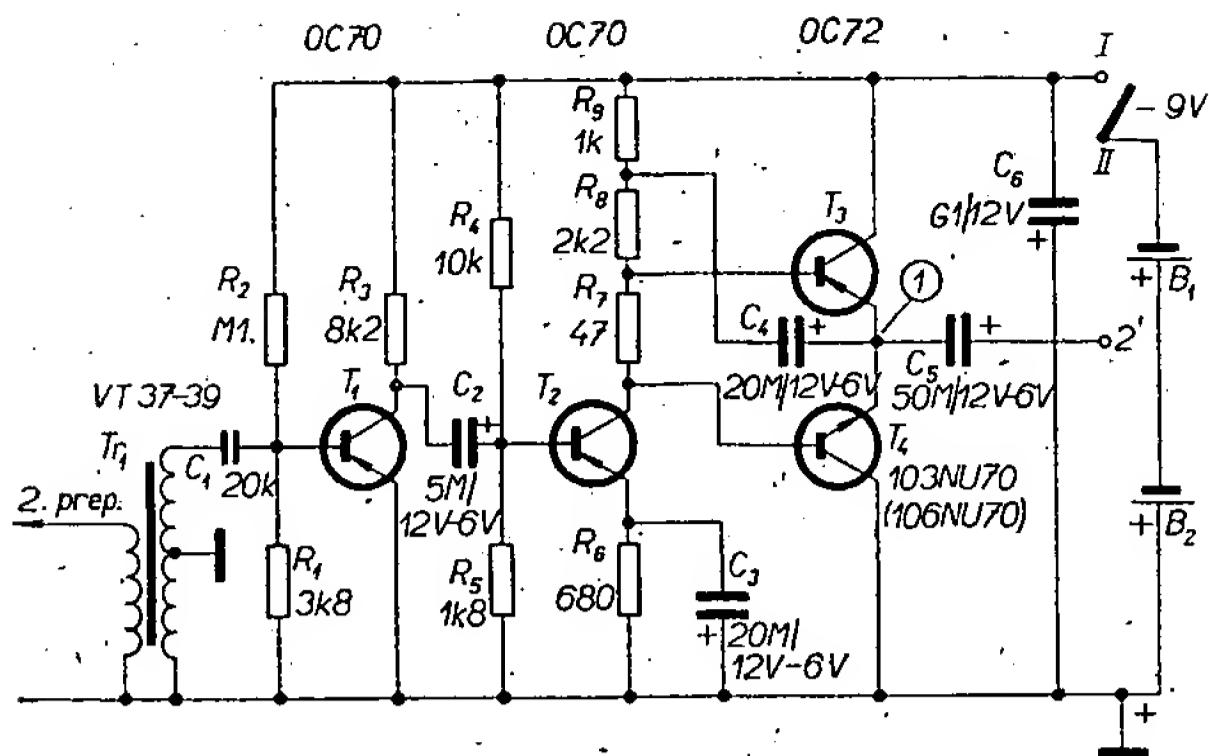 OC70 OC70 OC72
I
- 9V
II
R9
1k
R8
2k2
R7
47
R4
10k
R2
M1.
R3
8k2
T3
1
C6
G1/12V
+
+ B1
C4
+
20M/12V-6V
C5
+
50M/12V-6V
2'
VT 37-39
Tr1
2. prep.
C1
20k
T1
C2
+
5M/
12V-6V
T2
T4
103NU70
(106NU70)
+ B2
R1
3k8
R5
1k8
R6
680
C3
+ 20M/
12V-6V
+